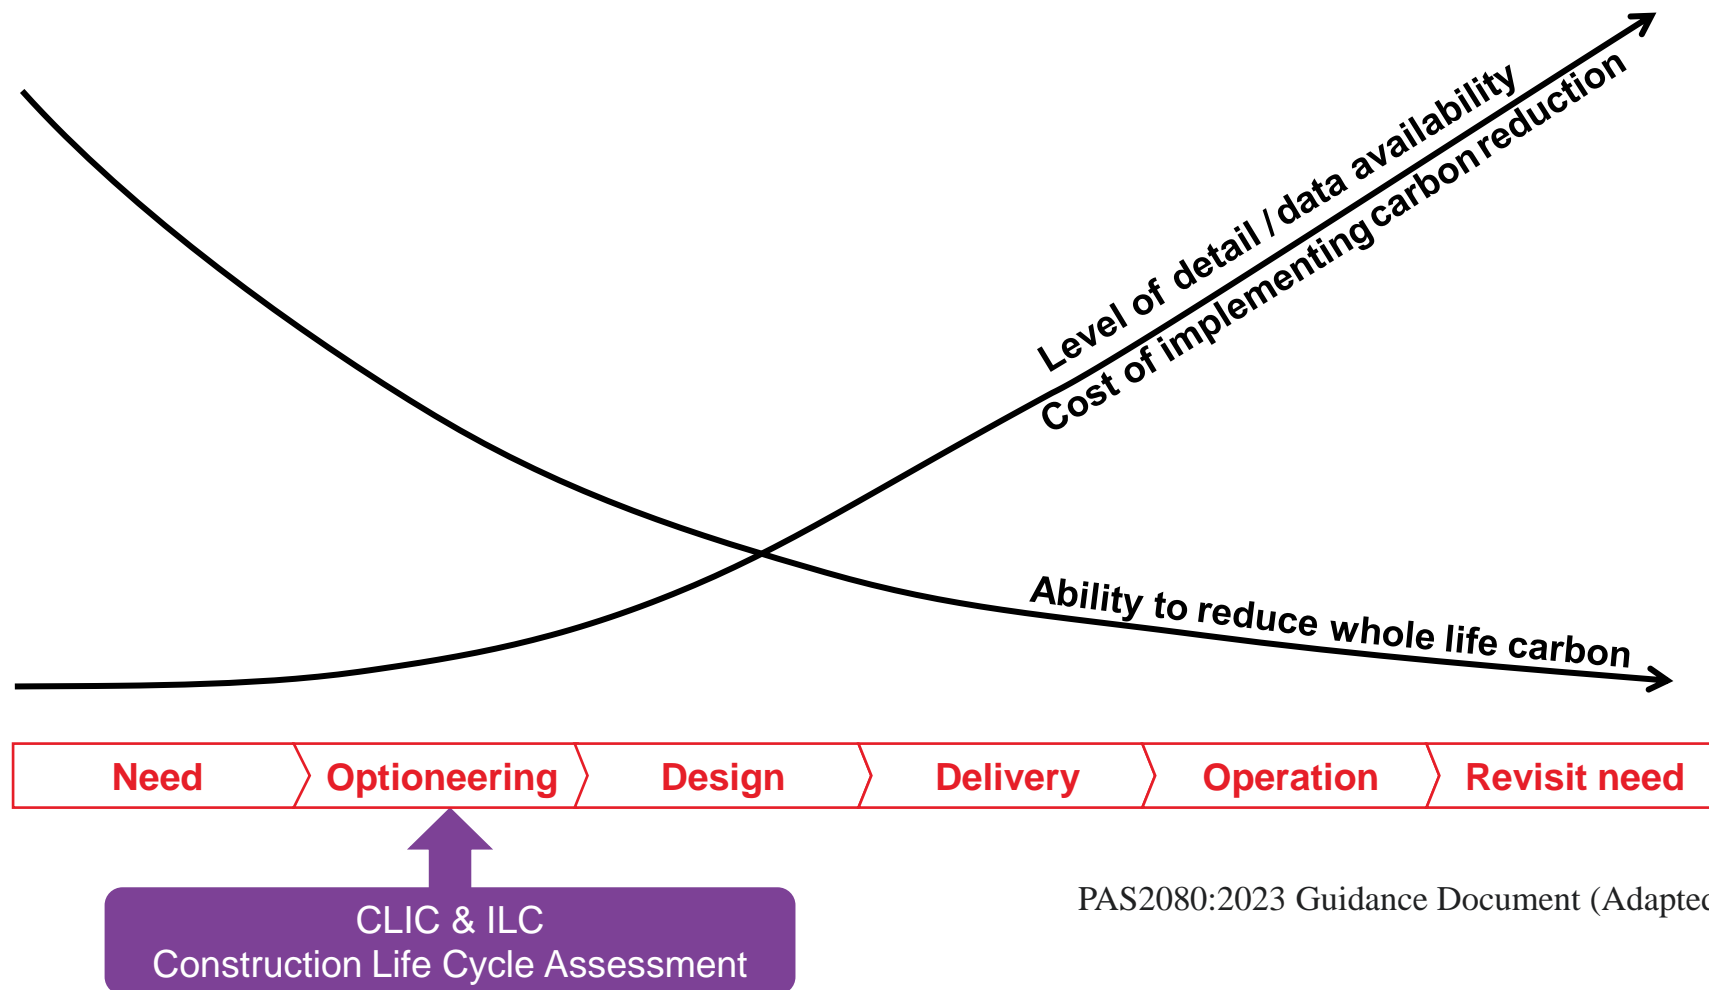 Level of detail / data availability
Cost of implementing carbon reduction
Ability to reduce whole life carbon
Need
Optioneering
Design
Delivery
Operation
Revisit need
CLIC & ILC
Construction Life Cycle Assessment
PAS2080:2023 Guidance Document (Adapted